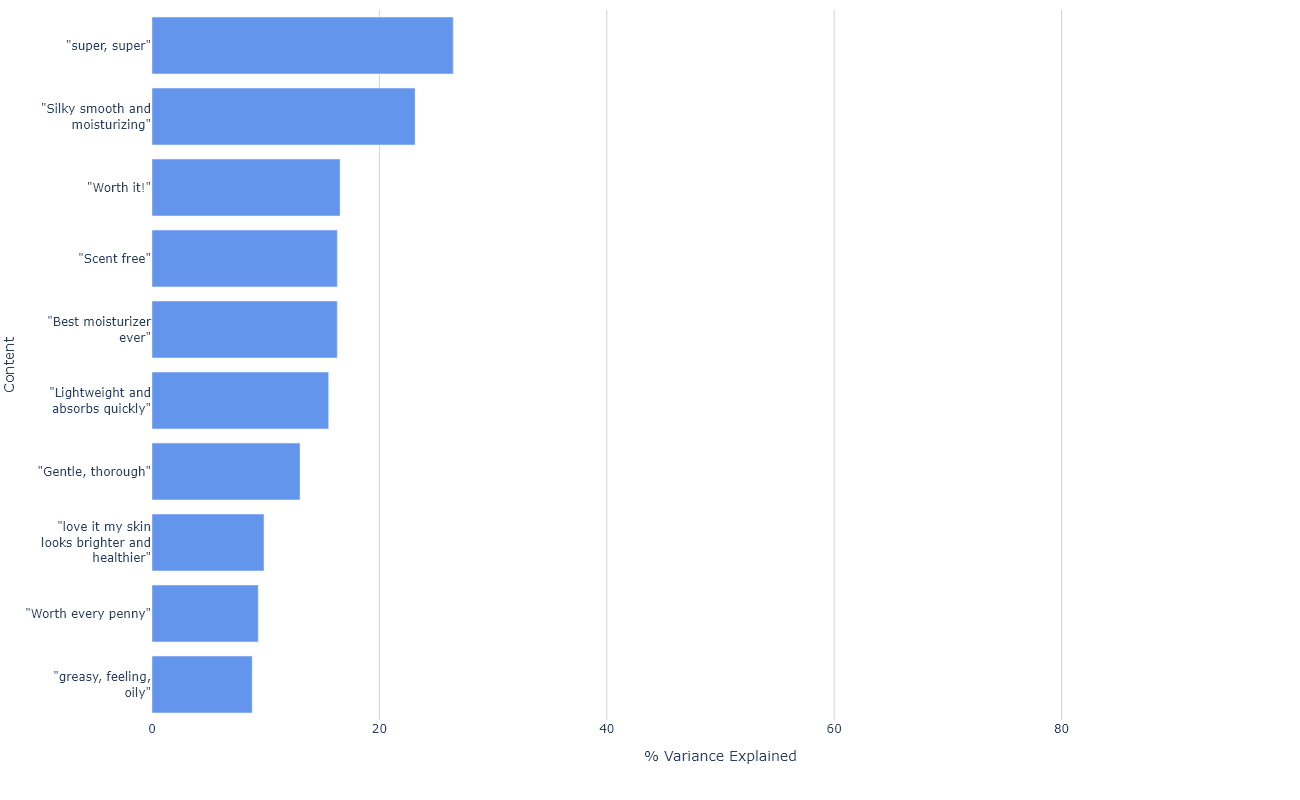 "super, super"
"Silky smooth and
moisturizing"
"Worth it!"
"Scent free"
"Best moisturizer
ever"
"Lightweight and
absorbs quickly"
"Gentle, thorough"
"love it my skin
looks brighter and
healthier"
"Worth every penny"
"greasy, feeling,
oily"
Content
0 20 40 60 80
% Variance Explained